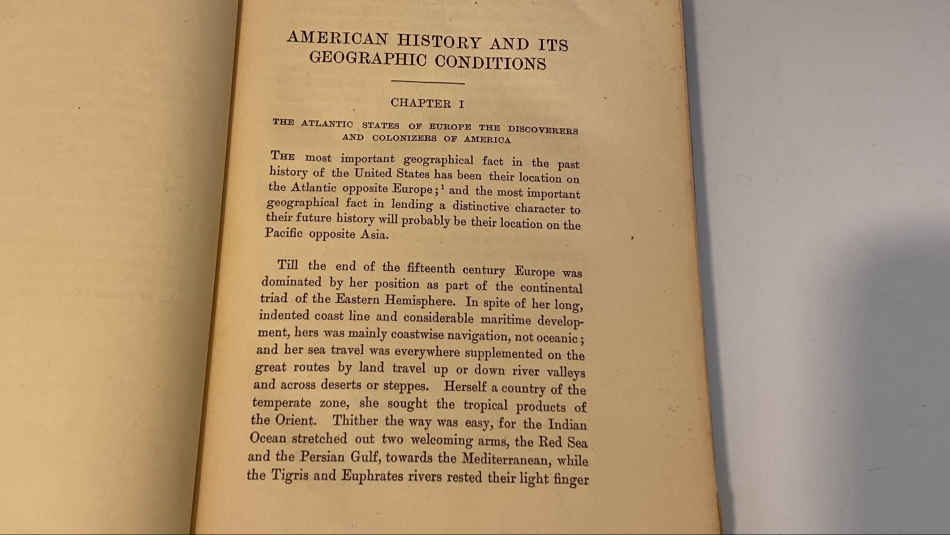 AMERICAN HISTORY AND ITS
GEOGRAPHIC CONDITIONS
CHAPTER I
THE ATLANTIC STATES OF EUROPE THE DISCOVERERS
AND COLONIZERS OF AMERICA
THE most important geographical fact in the past
history of the United States has been their location on
the Atlantic opposite Europe;¹ and the most important
geographical fact in lending a distinctive character to
their future history will probably be their location on the
Pacific opposite Asia.
Till the end of the fifteenth century Europe was
dominated by her position as part of the continental
triad of the Eastern Hemisphere. In spite of her long,
indented coast line and considerable maritime develop-
ment, hers was mainly coastwise navigation, not oceanic;
and her sea travel was everywhere supplemented on the
great routes by land travel up or down river valleys
and across deserts or steppes. Herself a country of the
temperate zone, she sought the tropical products of
the Orient. Thither the way was easy, for the Indian
Ocean stretched out two welcoming arms, the Red Sea
and the Persian Gulf, towards the Mediterranean, while
the Tigris and Euphrates rivers rested their light finger